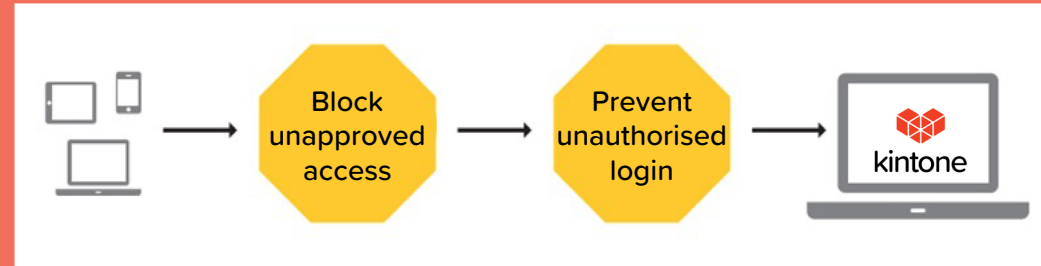 Block
unapproved
access
Prevent
unauthorised
login
kintone